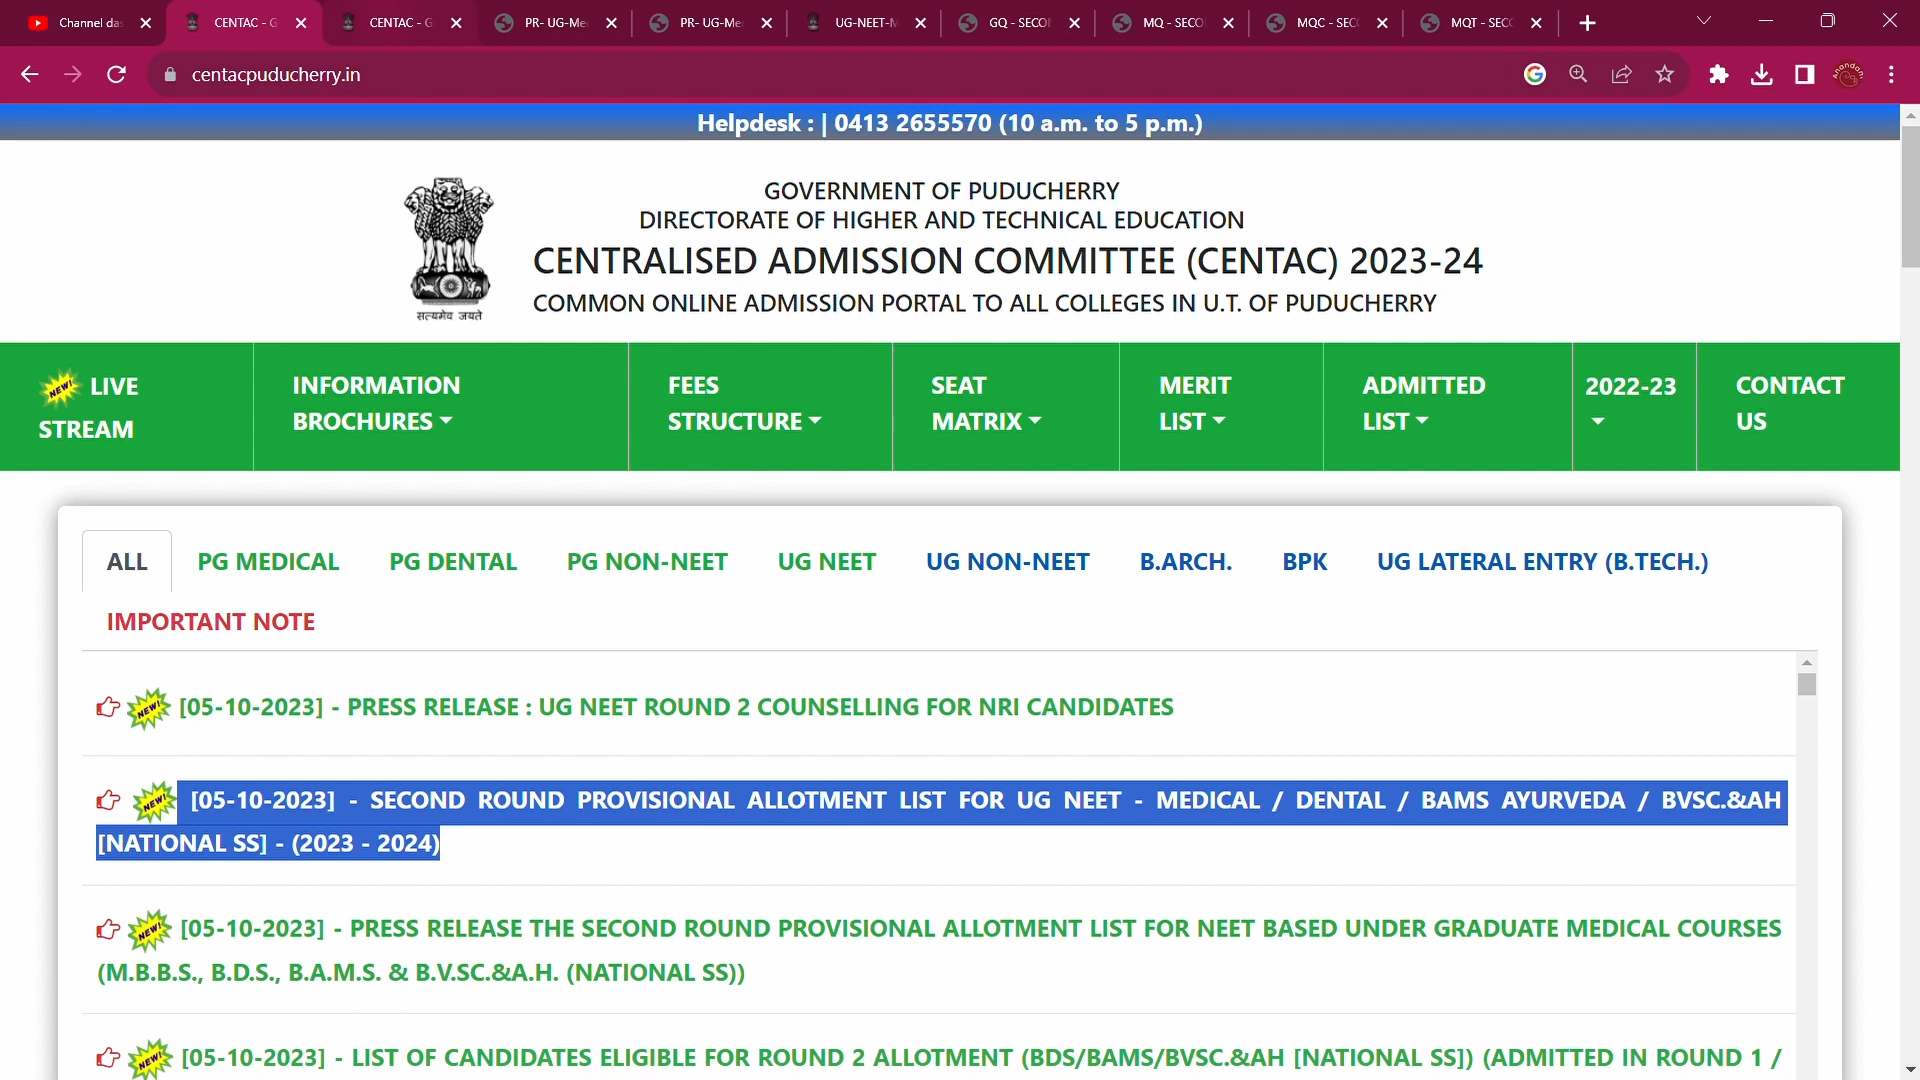 Channel da
CENTAC - G
CENTAC - G
PR- UG-Me
PR- UG-Me
UG-NEET-M
GQ - SECON
MQ - SECO
MQC - SEC
MQT - SEC
centacpuducherry.in
Helpdesk : | 0413 2655570 (10 a.m. to 5 p.m.)
GOVERNMENT OF PUDUCHERRY
DIRECTORATE OF HIGHER AND TECHNICAL EDUCATION
CENTRALISED ADMISSION COMMITTEE (CENTAC) 2023-24
COMMON ONLINE ADMISSION PORTAL TO ALL COLLEGES IN U.T. OF PUDUCHERRY
सत्यमेव जयते
NEW! LIVE STREAM
INFORMATION BROCHURES
FEES STRUCTURE
SEAT MATRIX
MERIT LIST
ADMITTED LIST
2022-23
CONTACT US
ALL PG MEDICAL PG DENTAL PG NON-NEET UG NEET UG NON-NEET B.ARCH. BPK UG LATERAL ENTRY (B.TECH.)
IMPORTANT NOTE
NEW! [05-10-2023] - PRESS RELEASE : UG NEET ROUND 2 COUNSELLING FOR NRI CANDIDATES
NEW! [05-10-2023] - SECOND ROUND PROVISIONAL ALLOTMENT LIST FOR UG NEET - MEDICAL / DENTAL / BAMS AYURVEDA / BVSC.&AH
[NATIONAL SS] - (2023 - 2024)
NEW! [05-10-2023] - PRESS RELEASE THE SECOND ROUND PROVISIONAL ALLOTMENT LIST FOR NEET BASED UNDER GRADUATE MEDICAL COURSES
(M.B.B.S., B.D.S., B.A.M.S. & B.V.SC.&A.H. (NATIONAL SS))
NEW! [05-10-2023] - LIST OF CANDIDATES ELIGIBLE FOR ROUND 2 ALLOTMENT (BDS/BAMS/BVSC.&AH [NATIONAL SS]) (ADMITTED IN ROUND 1 /